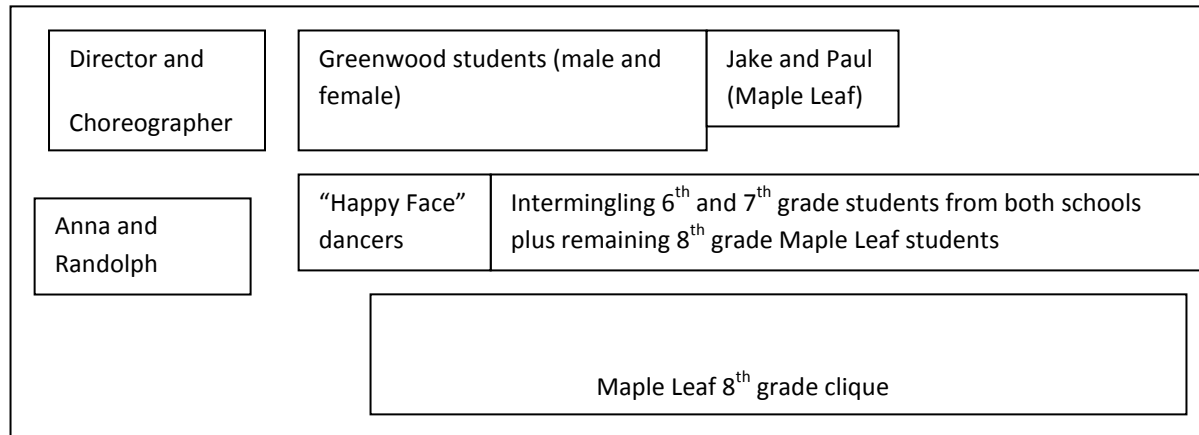 Director and
Choreographer
Greenwood students (male and
female)
Jake and Paul
(Maple Leaf)
Anna and
Randolph
“Happy Face”
dancers
Intermingling 6th and 7th grade students from both schools
plus remaining 8th grade Maple Leaf students
Maple Leaf 8th grade clique